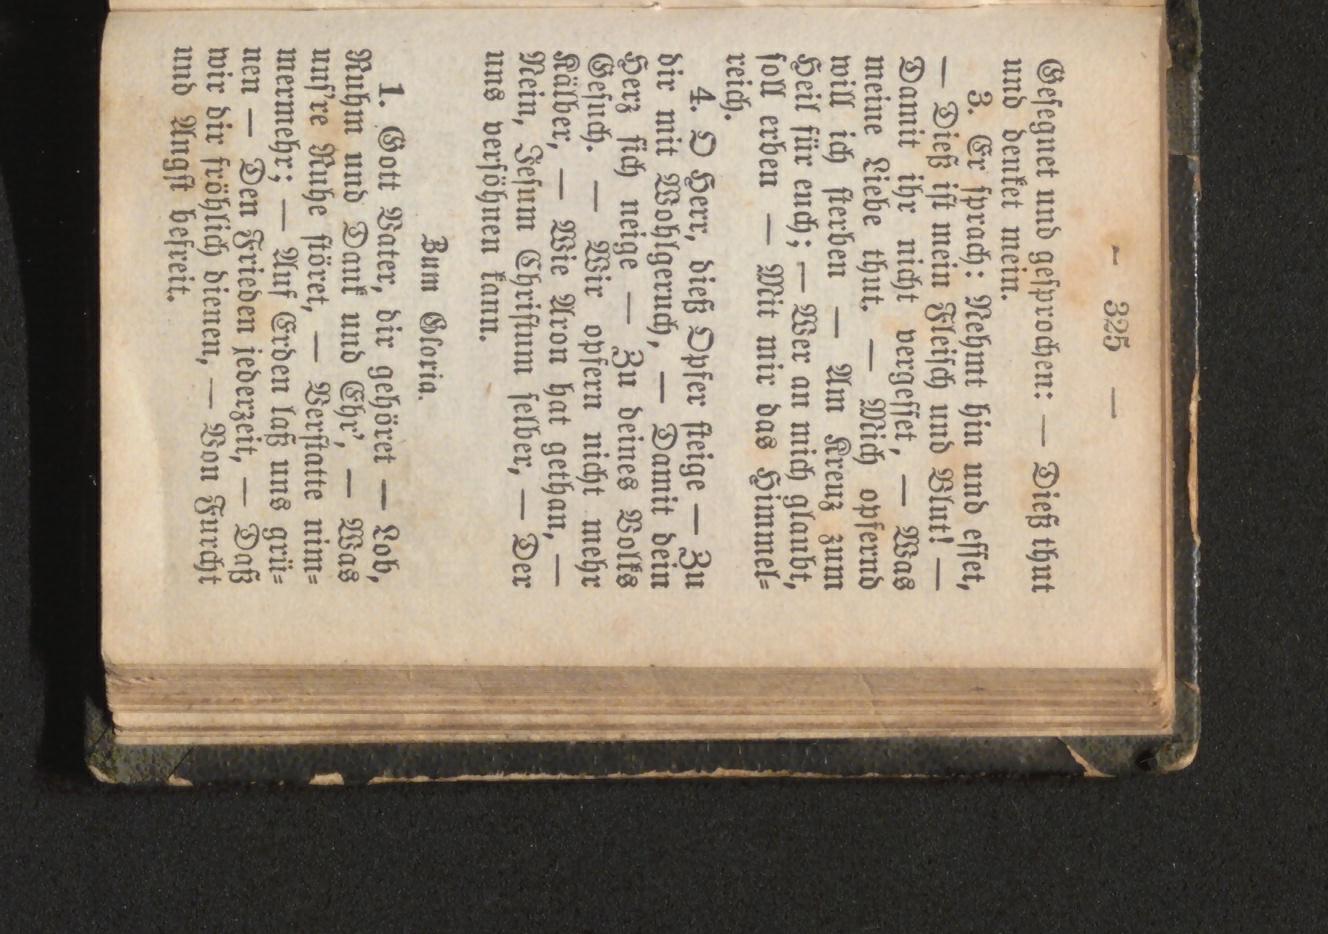 — 325 —
Gesegnet und gesprochen: — Dieß thut
und denket mein.
3. Er sprach: Nehmt hin und esset,
— Dieß ist mein Fleisch und Blut! —
Damit ihr nicht vergesset, — Was
meine Liebe thut. — Mich opfernd
will ich sterben — Am Kreuz zum
Heil für euch; — Wer an mich glaubt,
soll erben — Mit mir das Himmel-
reich.
4. O Herr, dieß Opfer steige — Zu
dir mit Wohlgeruch, — Damit dein
Herz sich neige — Zu deines Volks
Gesuch. — Wir opfern nicht mehr
Kälber, — Wie Aron hat gethan, —
Nein, Jesum Christum selber, — Der
uns versöhnen kann.
Zum Gloria.
1. Gott Vater, dir gehöret — Lob,
Ruhm und Dank und Ehr', — Was
uns're Ruhe störet, — Verstatte nim-
mermehr; — Auf Erden laß uns grü-
nen — Den Frieden jederzeit, — Daß
wir dir fröhlich dienen, — Von Furcht
und Angst befreit.